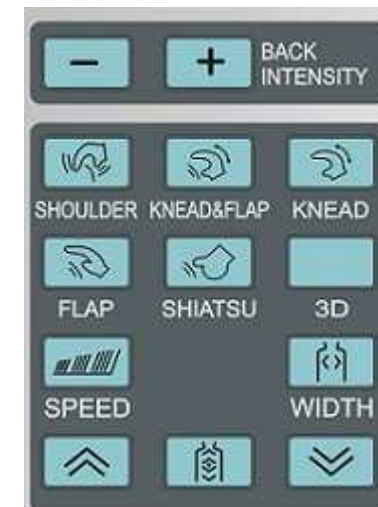 − + BACK
INTENSITY
SHOULDER KNEAD&FLAP KNEAD
FLAP SHIATSU 3D
SPEED WIDTH